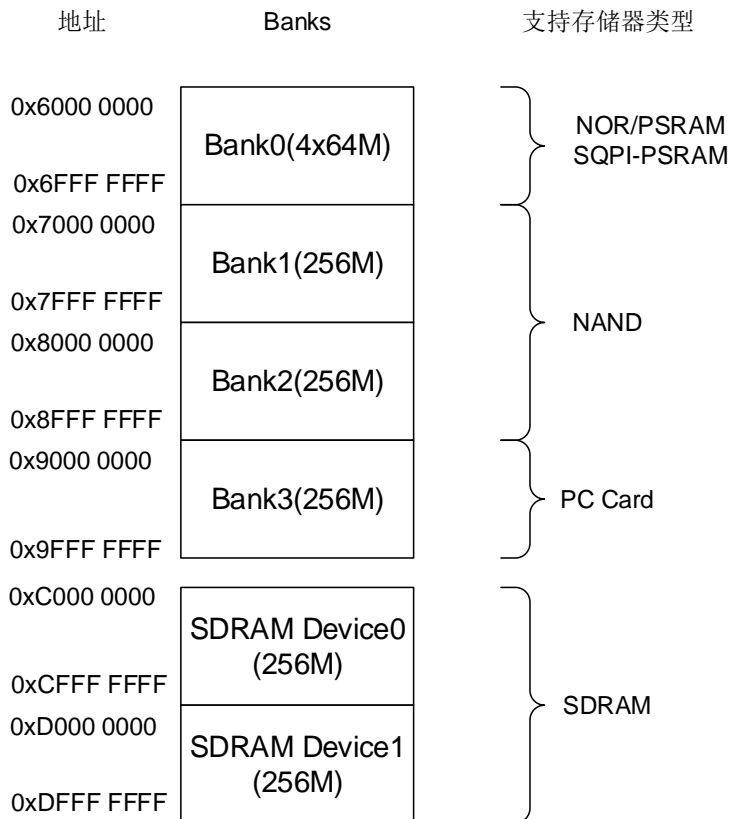 地址 Banks 支持存储器类型
0x6000 0000
Bank0(4x64M)
NOR/PSRAM
SQPI-PSRAM
0x6FFF FFFF
0x7000 0000
Bank1(256M)
0x7FFF FFFF
NAND
0x8000 0000
Bank2(256M)
0x8FFF FFFF
0x9000 0000
Bank3(256M)
PC Card
0x9FFF FFFF
0xC000 0000
SDRAM Device0
(256M)
0xCFFF FFFF
SDRAM
0xD000 0000
SDRAM Device1
(256M)
0xDFFF FFFF